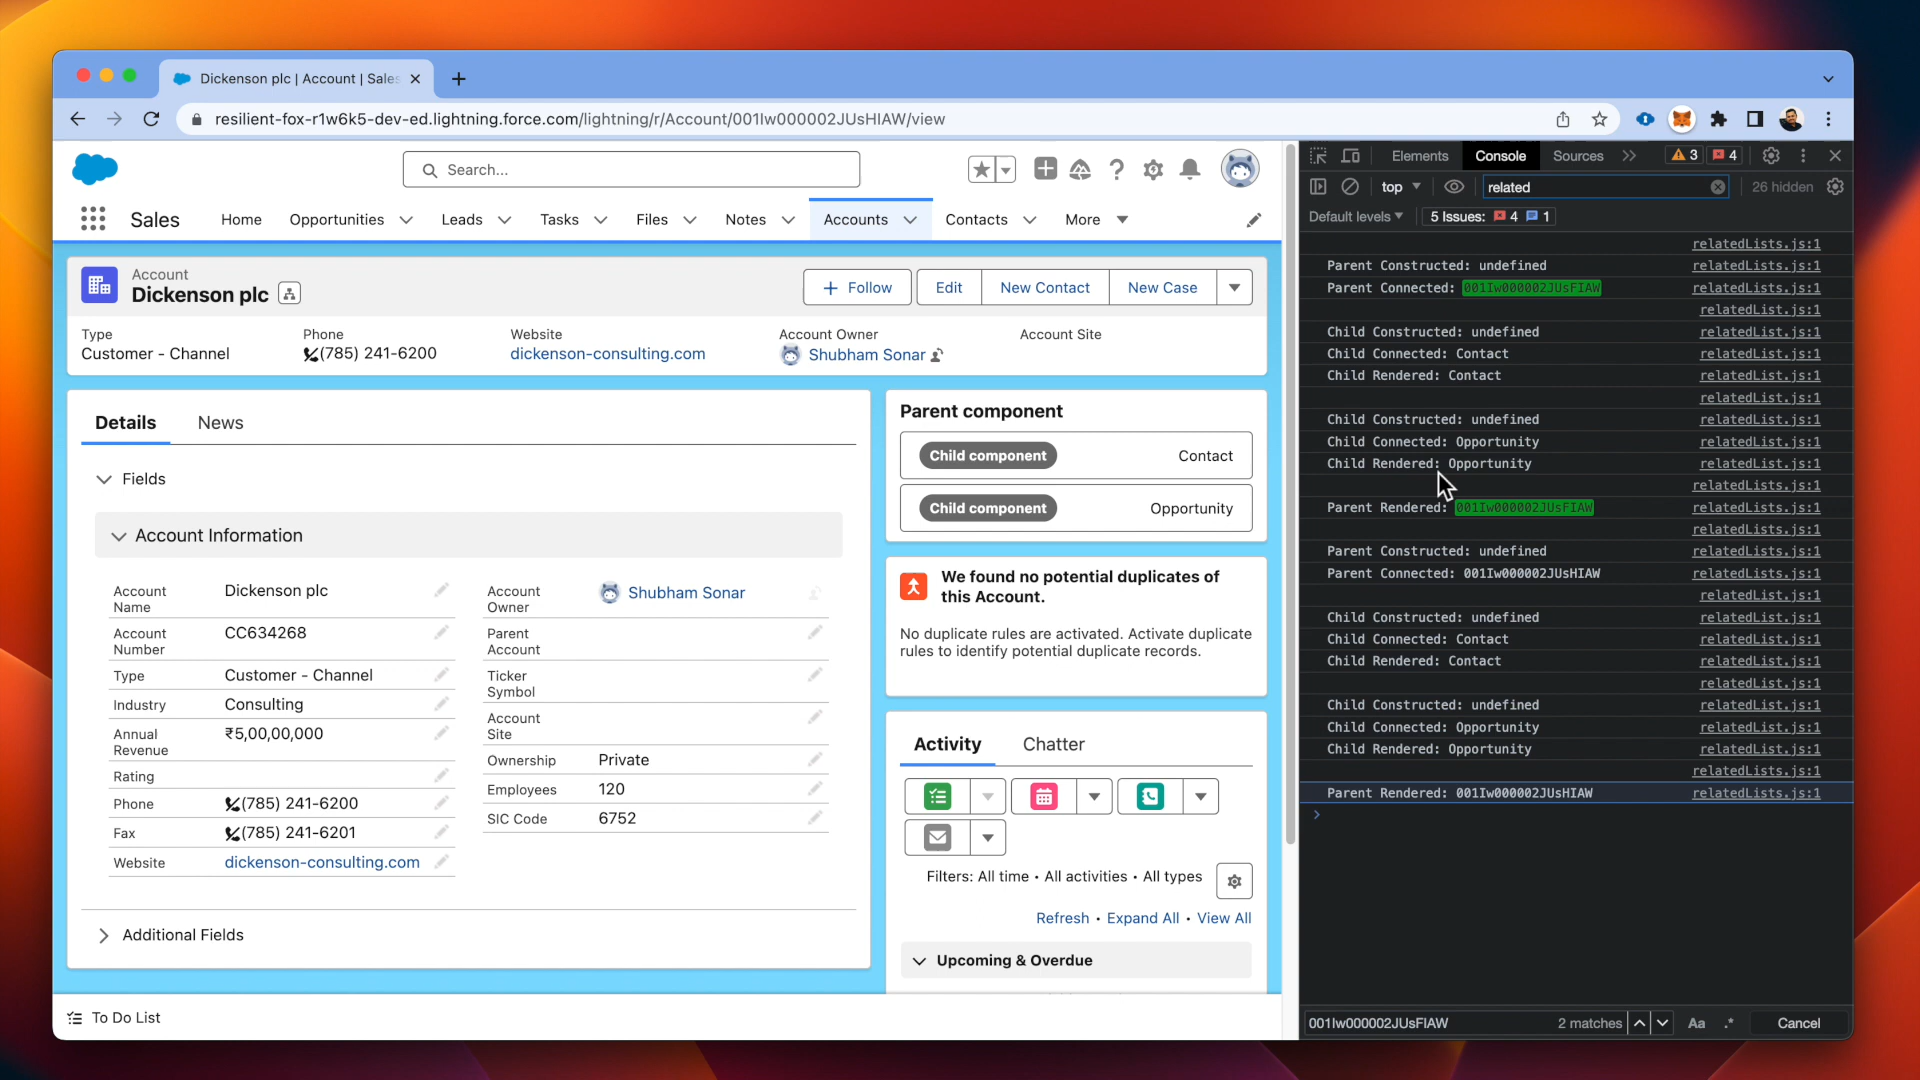 Dickenson plc | Account | Sales
resilient-fox-r1w6k5-dev-ed.lightning.force.com/lightning/r/Account/001Iw000002JUsHIAW/view
Search...
Sales
Home
Opportunities
Leads
Tasks
Files
Notes
Accounts
Contacts
More
Account
Dickenson plc
Follow
Edit
New Contact
New Case
Type
Customer - Channel
Phone
(785) 241-6200
Website
dickenson-consulting.com
Account Owner
Shubham Sonar
Account Site
Details
News
Fields
Account Information
Account Name
Dickenson plc
Account Number
CC634268
Type
Customer - Channel
Industry
Consulting
Annual Revenue
₹5,00,00,000
Rating
Phone
(785) 241-6200
Fax
(785) 241-6201
Website
dickenson-consulting.com
Account Owner
Shubham Sonar
Parent Account
Ticker Symbol
Account Site
Ownership
Private
Employees
120
SIC Code
6752
Additional Fields
To Do List
Parent component
Child component
Contact
Child component
Opportunity
We found no potential duplicates of
this Account.
No duplicate rules are activated. Activate duplicate
rules to identify potential duplicate records.
Activity
Chatter
Filters: All time • All activities • All types
Refresh • Expand All • View All
Upcoming & Overdue
Elements
Console
Sources
3
4
top
related
26 hidden
Default levels
5 Issues: 4 1
relatedLists.js:1
Parent Constructed: undefined relatedLists.js:1
Parent Connected: 001Iw000002JUsFIAW relatedLists.js:1
relatedList.js:1
Child Constructed: undefined relatedList.js:1
Child Connected: Contact relatedList.js:1
Child Rendered: Contact relatedList.js:1
relatedList.js:1
Child Constructed: undefined relatedList.js:1
Child Connected: Opportunity relatedList.js:1
Child Rendered: Opportunity relatedList.js:1
relatedLists.js:1
Parent Rendered: 001Iw000002JUsFIAW relatedLists.js:1
relatedLists.js:1
Parent Constructed: undefined relatedLists.js:1
Parent Connected: 001Iw000002JUsHIAW relatedLists.js:1
relatedList.js:1
Child Constructed: undefined relatedList.js:1
Child Connected: Contact relatedList.js:1
Child Rendered: Contact relatedList.js:1
relatedList.js:1
Child Constructed: undefined relatedList.js:1
Child Connected: Opportunity relatedList.js:1
Child Rendered: Opportunity relatedList.js:1
relatedLists.js:1
Parent Rendered: 001Iw000002JUsHIAW relatedLists.js:1
001Iw000002JUsFIAW
2 matches
Aa
.*
Cancel